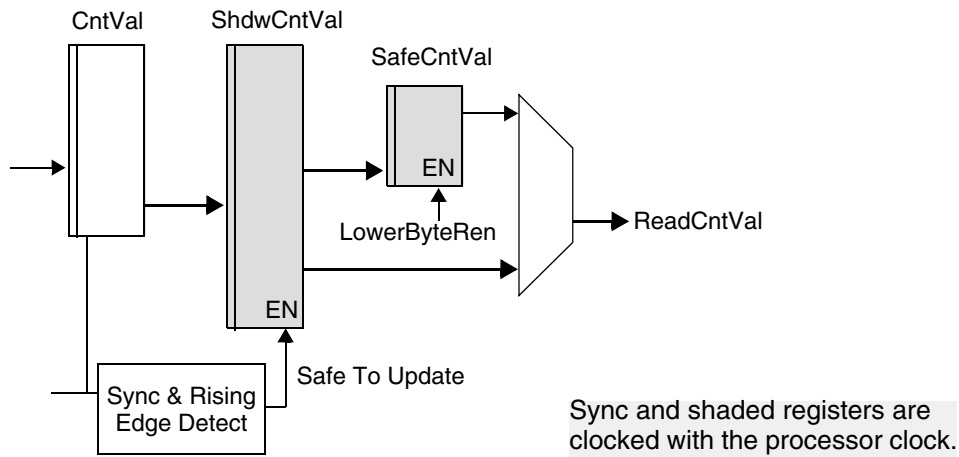 CntVal
ShdwCntVal
SafeCntVal
EN
LowerByteRen
ReadCntVal
EN
Safe To Update
Sync & Rising
Edge Detect
Sync and shaded registers are
clocked with the processor clock.